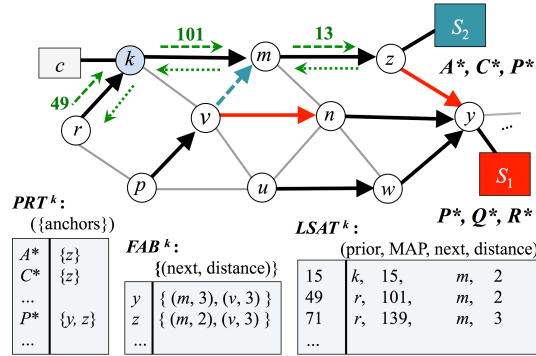 101
13
S2
c
k
m
z
A*, C*, P*
49
r
v
n
y
...
p
u
w
S1
P*, Q*, R*
PRT k:
({anchors})
A* {z}
C* {z}
...
P* {y, z}
FAB k:
{(next, distance)}
y { (m, 3), (v, 3) }
z { (m, 2), (v, 3) }
...
LSAT k:
(prior, MAP, next, distance)
15 k, 15, m, 2
49 r, 101, m, 2
71 r, 139, m, 3
...